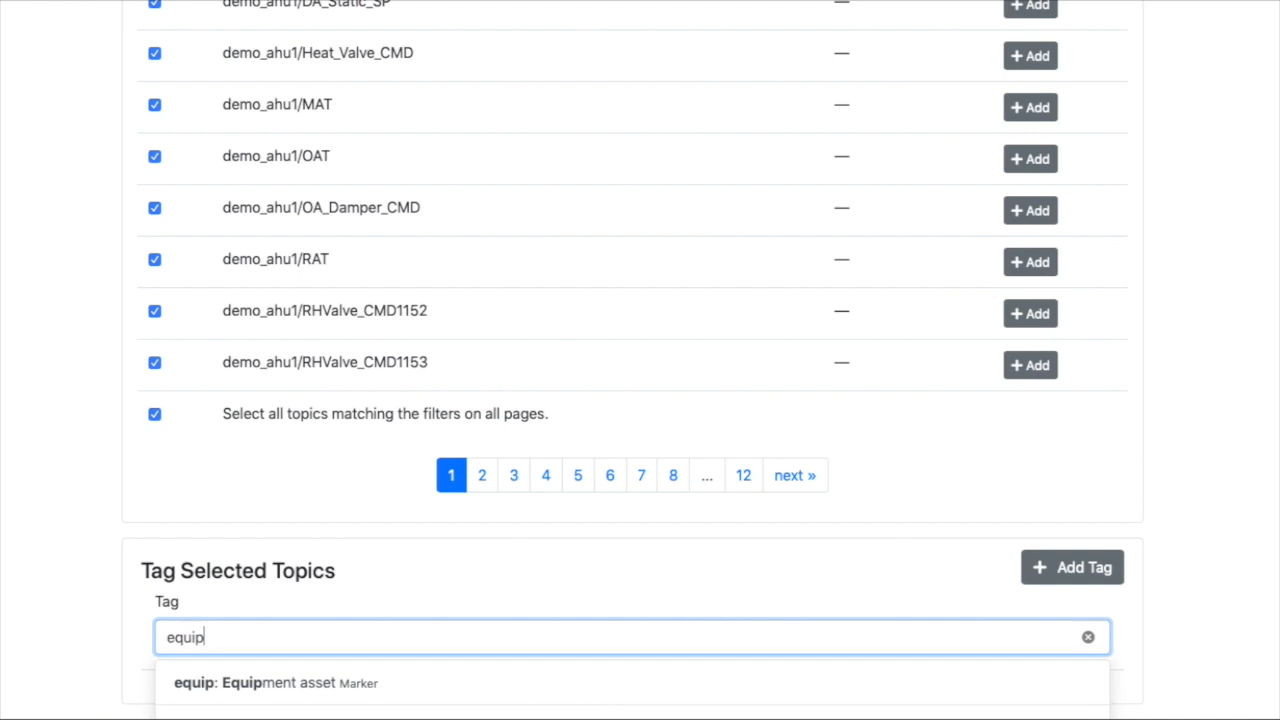 demo_ahu1/DA_Static_SP — + Add
demo_ahu1/Heat_Valve_CMD — + Add
demo_ahu1/MAT — + Add
demo_ahu1/OAT — + Add
demo_ahu1/OA_Damper_CMD — + Add
demo_ahu1/RAT — + Add
demo_ahu1/RHValve_CMD1152 — + Add
demo_ahu1/RHValve_CMD1153 — + Add
Select all topics matching the filters on all pages.
1 2 3 4 5 6 7 8 ... 12 next »
Tag Selected Topics + Add Tag
Tag
equip
equip: Equipment asset Marker